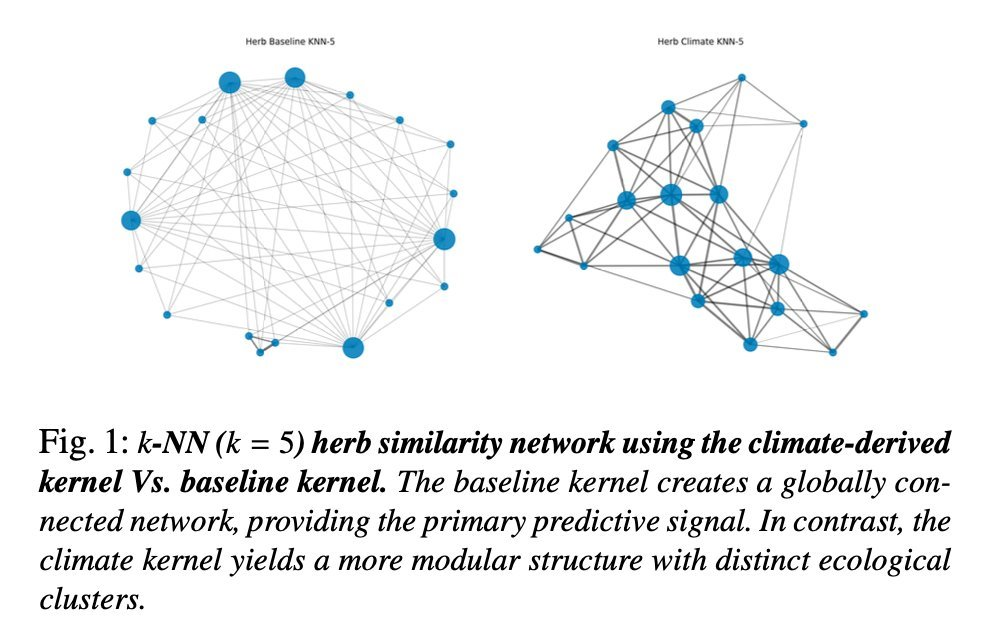 Herb Baseline KNN-5
Herb Climate KNN-5
Fig. 1: k-NN (k = 5) herb similarity network using the climate-derived
kernel Vs. baseline kernel. The baseline kernel creates a globally con-
nected network, providing the primary predictive signal. In contrast, the
climate kernel yields a more modular structure with distinct ecological
clusters.